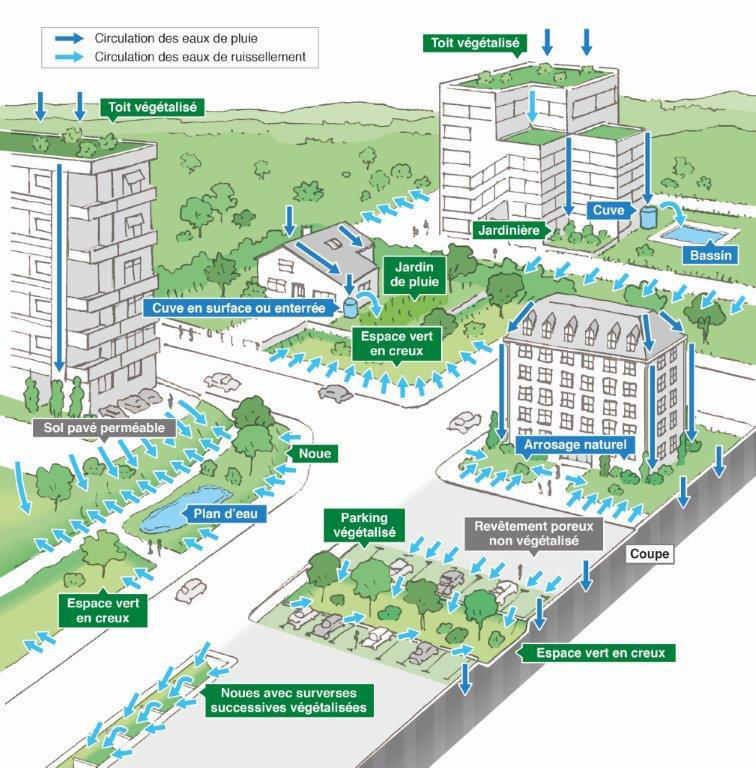 Circulation des eaux de pluie
Circulation des eaux de ruissellement
Toit végétalisé
Toit végétalisé
Cuve
Jardinière
Bassin
Jardin
de pluie
Cuve en surface ou enterrée
Espace vert
en creux
Sol pavé perméable
Arrosage naturel
Noue
Plan d'eau
Parking
végétalisé
Revêtement poreux
non végétalisé
Coupe
Espace vert
en creux
Espace vert en creux
Noues avec surverses
successives végétalisées